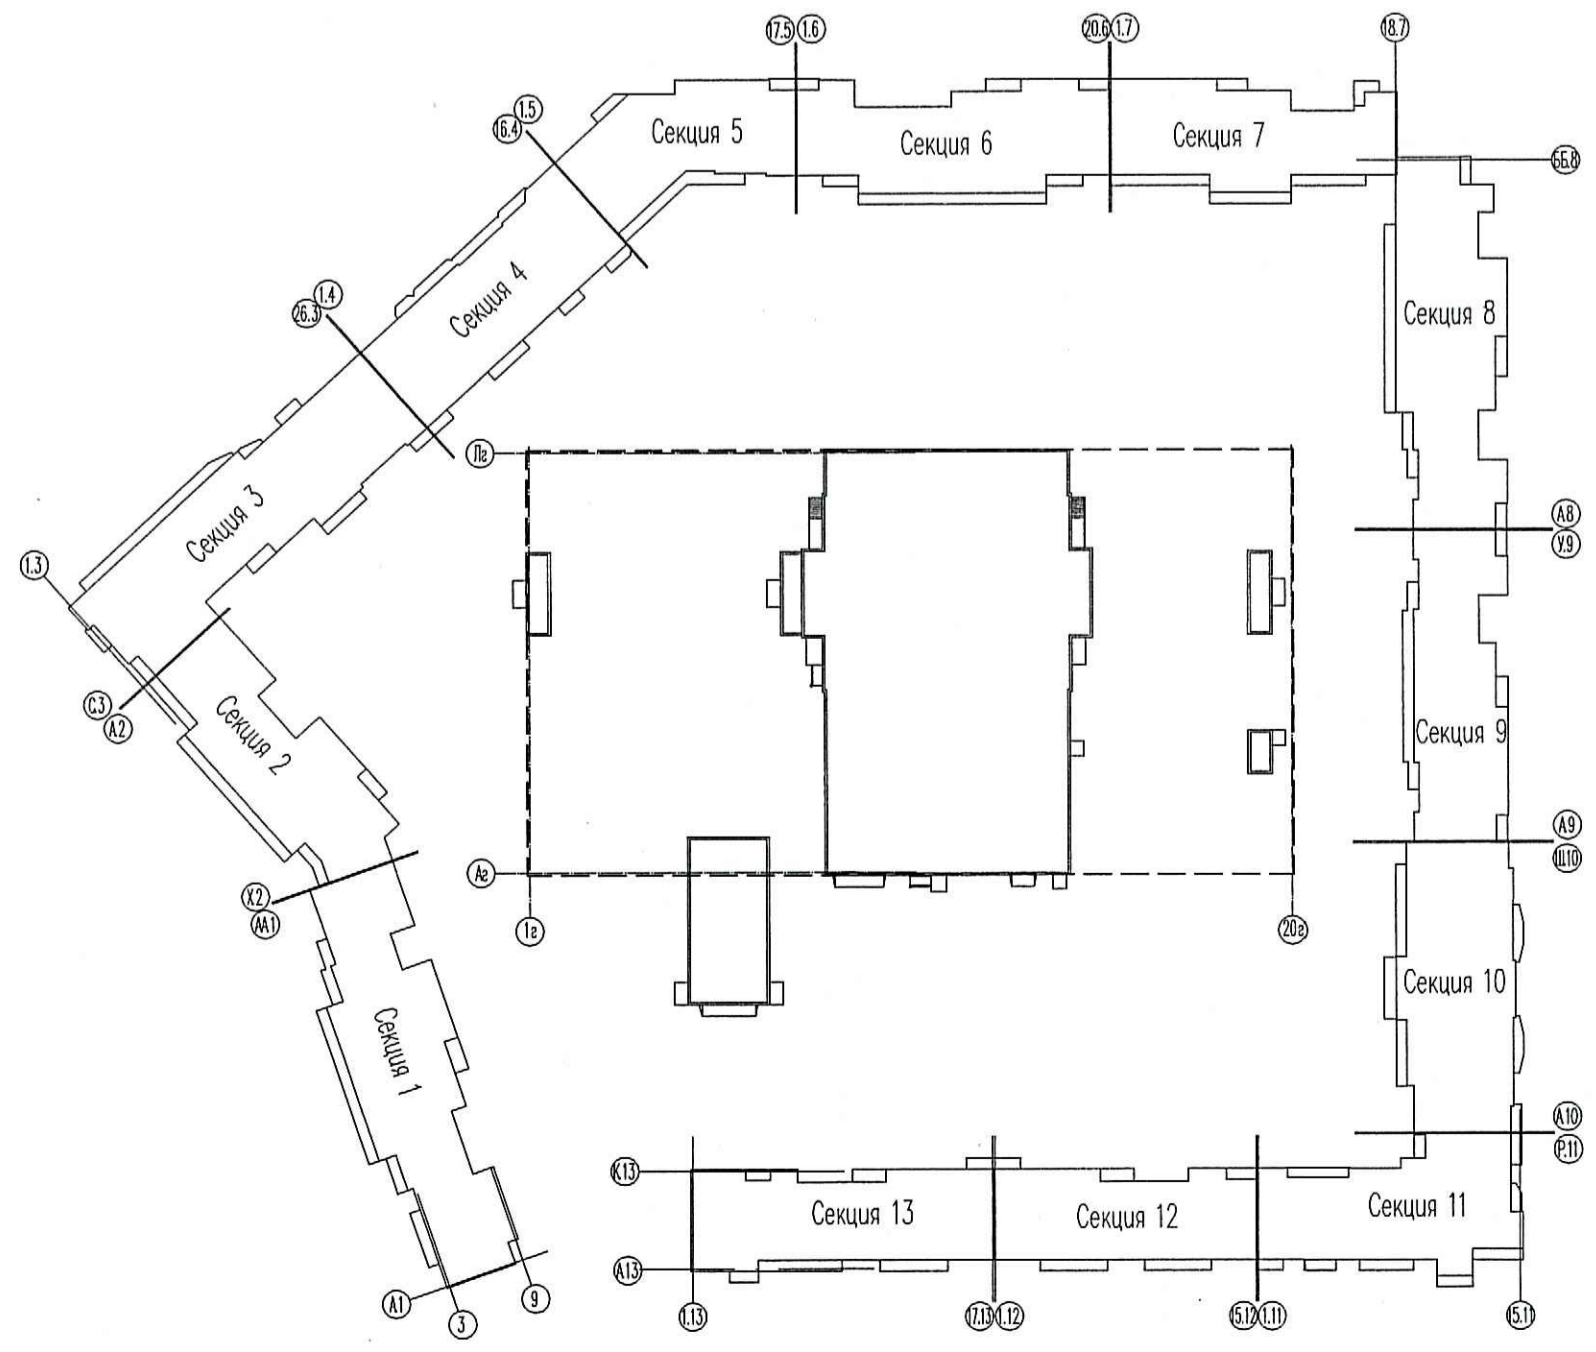 17.5 1.6
20.6 1.7
18.7
1.5
16.4
Секция 5
Секция 6
Секция 7
ББ.8
1.4
26.3
Секция 4
Секция 8
Пг
Секция 3
А8
У.9
1.3
С.3
А2
Секция 2
Секция 9
А9
Щ.10
Аг
Х2
АА1
1г
20г
Секция 10
Секция 1
А10
Р.11
К13
Секция 13
Секция 12
Секция 11
А13
А1
9
3
1.13
17.13 1.12
15.12 1.11
15.11